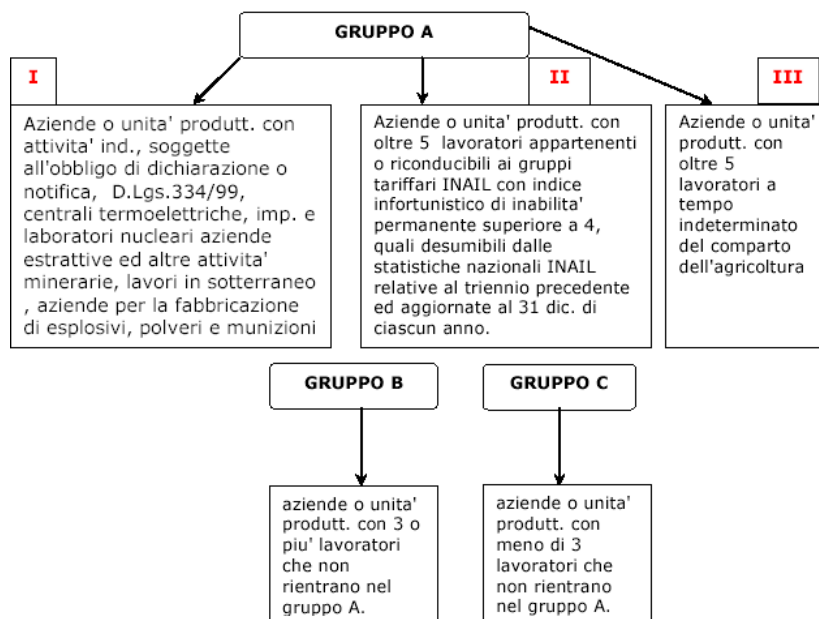 GRUPPO A
I
Aziende o unita' produtt. con
attivita' ind., soggette
all'obbligo di dichiarazione o
notifica, D.Lgs.334/99,
centrali termoelettriche, imp. e
laboratori nucleari aziende
estrattive ed altre attivita'
minerarie, lavori in sotterraneo
, aziende per la fabbricazione
di esplosivi, polveri e munizioni
II
Aziende o unita' produtt. con
oltre 5 lavoratori appartenenti
o riconducibili ai gruppi
tariffari INAIL con indice
infortunistico di inabilita'
permanente superiore a 4,
quali desumibili dalle
statistiche nazionali INAIL
relative al triennio precedente
ed aggiornate al 31 dic. di
ciascun anno.
III
Aziende o unita'
produtt. con
oltre 5
lavoratori a
tempo
indeterminato
del comparto
dell'agricoltura
GRUPPO B
aziende o unita'
produtt. con 3 o
piu' lavoratori
che non
rientrano nel
gruppo A.
GRUPPO C
aziende o unita'
produtt. con
meno di 3
lavoratori che
non rientrano
nel gruppo A.